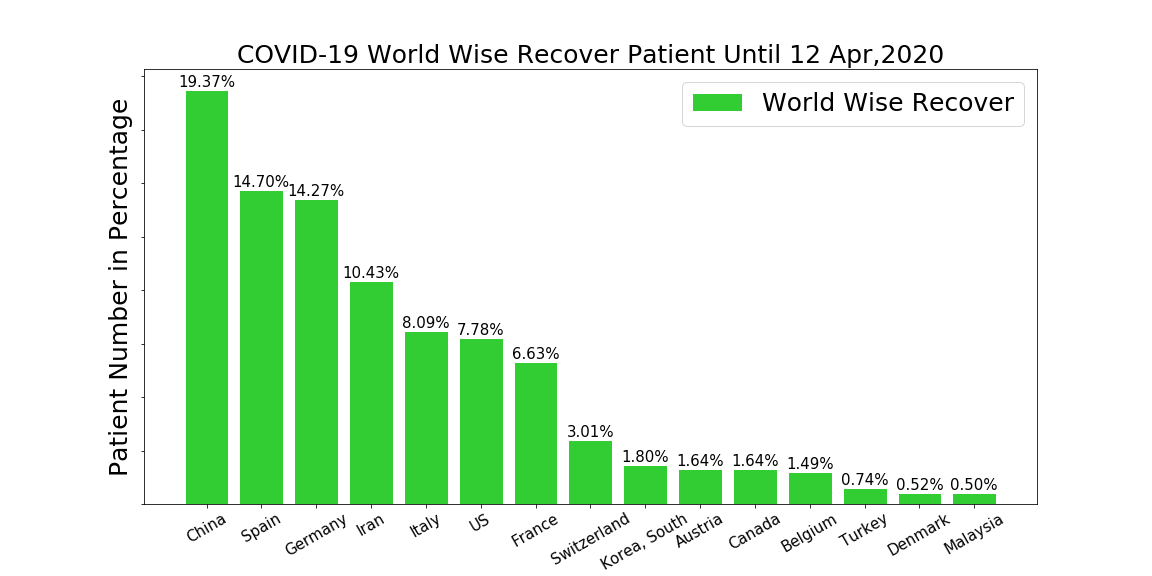 COVID-19 World Wise Recover Patient Until 12 Apr,2020
World Wise Recover
Patient Number in Percentage
19.37%
14.70%
14.27%
10.43%
8.09%
7.78%
6.63%
3.01%
1.80%
1.64%
1.64%
1.49%
0.74%
0.52%
0.50%
China
Spain
Germany
Iran
Italy
US
France
Switzerland
Korea, South
Austria
Canada
Belgium
Turkey
Denmark
Malaysia